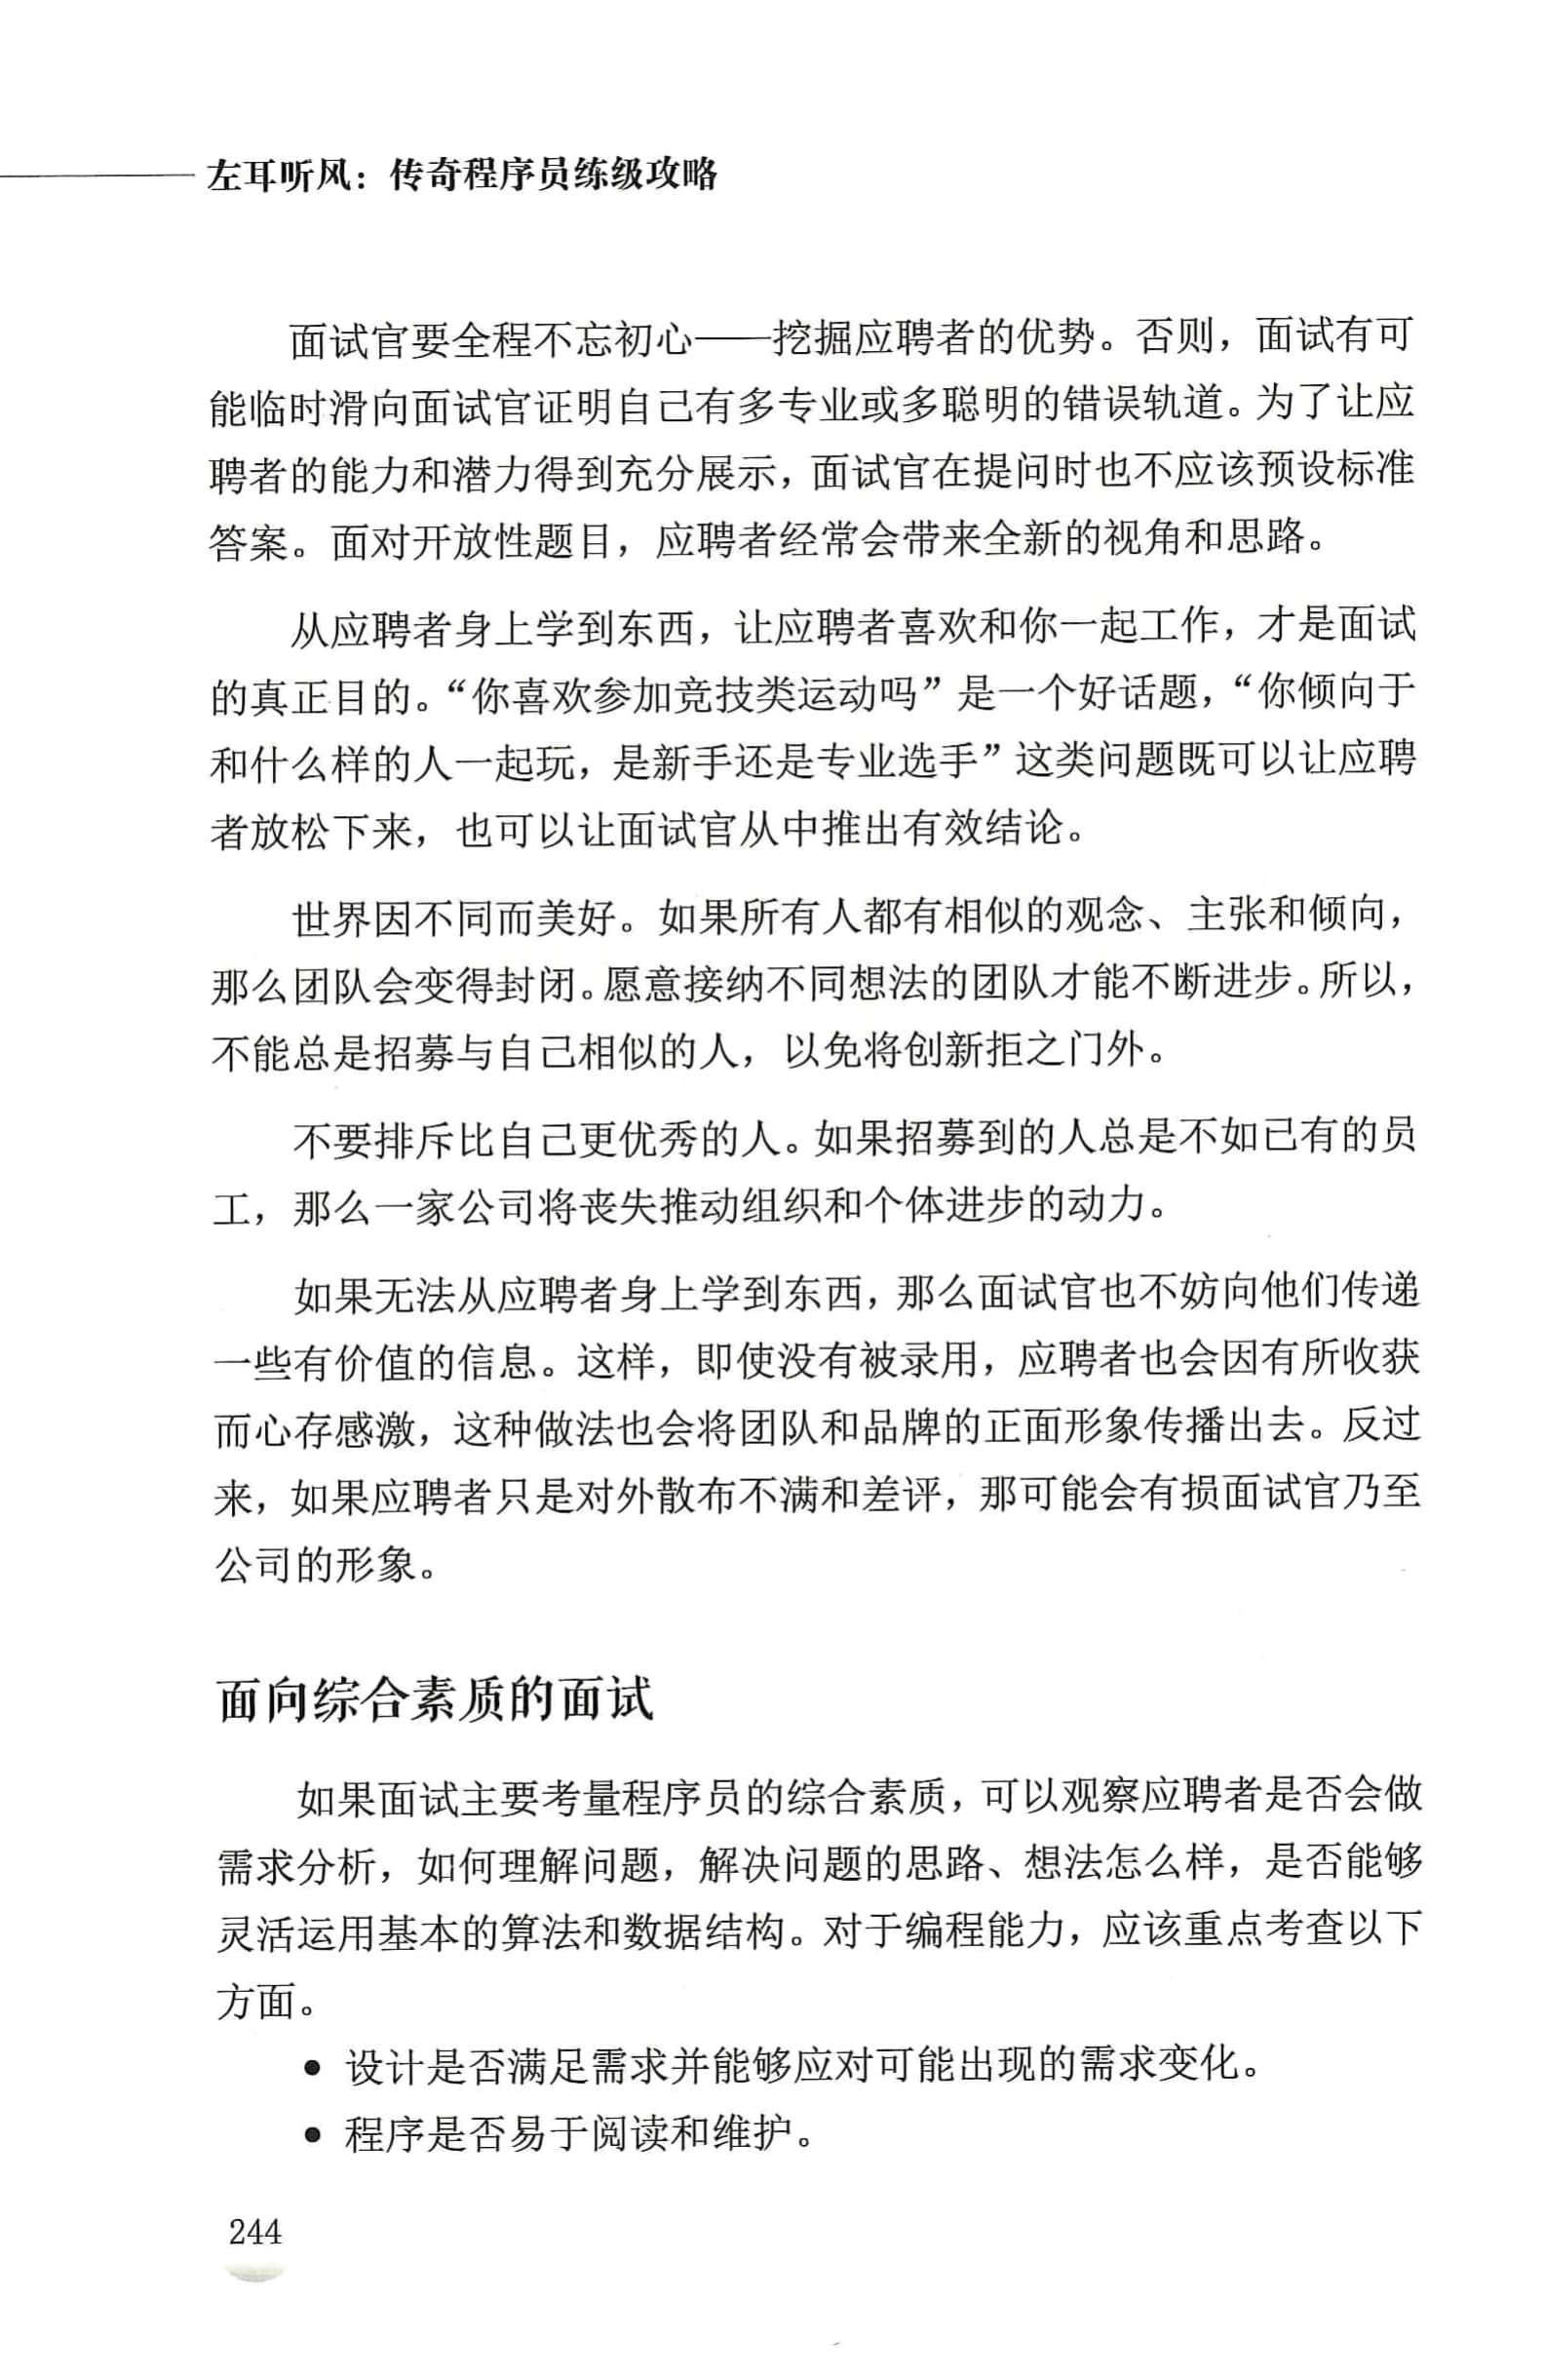 左耳听风：传奇程序员练级攻略
面试官要全程不忘初心——挖掘应聘者的优势。否则，面试有可
能临时滑向面试官证明自己有多专业或多聪明的错误轨道。为了让应
聘者的能力和潜力得到充分展示，面试官在提问时也不应该预设标准
答案。面对开放性题目，应聘者经常会带来全新的视角和思路。
从应聘者身上学到东西，让应聘者喜欢和你一起工作，才是面试
的真正目的。“你喜欢参加竞技类运动吗”是一个好话题，“你倾向于
和什么样的人一起玩，是新手还是专业选手”这类问题既可以让应聘
者放松下来，也可以让面试官从中推出有效结论。
世界因不同而美好。如果所有人都有相似的观念、主张和倾向，
那么团队会变得封闭。愿意接纳不同想法的团队才能不断进步。所以，
不能总是招募与自己相似的人，以免将创新拒之门外。
不要排斥比自己更优秀的人。如果招募到的人总是不如已有的员
工，那么一家公司将丧失推动组织和个体进步的动力。
如果无法从应聘者身上学到东西，那么面试官也不妨向他们传递
一些有价值的信息。这样，即使没有被录用，应聘者也会因有所收获
而心存感激，这种做法也会将团队和品牌的正面形象传播出去。反过
来，如果应聘者只是对外散布不满和差评，那可能会有损面试官乃至
公司的形象。
面向综合素质的面试
如果面试主要考量程序员的综合素质，可以观察应聘者是否会做
需求分析，如何理解问题，解决问题的思路、想法怎么样，是否能够
灵活运用基本的算法和数据结构。对于编程能力，应该重点考查以下
方面。
● 设计是否满足需求并能够应对可能出现的需求变化。
● 程序是否易于阅读和维护。
244